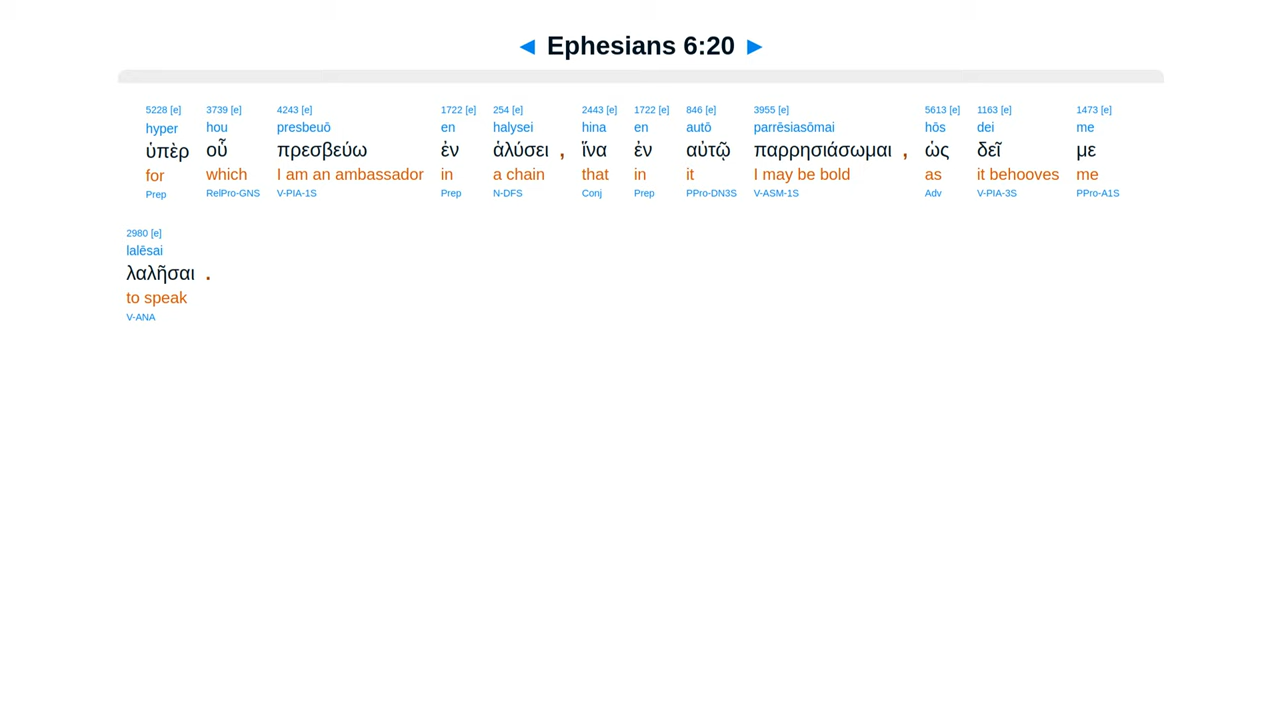 ◄ Ephesians 6:20 ►
5228 [e] 3739 [e] 4243 [e] 1722 [e] 254 [e] 2443 [e] 1722 [e] 846 [e] 3955 [e] 5613 [e] 1163 [e] 1473 [e]
hyper hou presbeuō en halysei hina en autō parrēsiasōmai hōs dei me
ὑπὲρ οὗ πρεσβεύω ἐν ἁλύσει , ἵνα ἐν αὐτῷ παρρησιάσωμαι , ὡς δεῖ με
for which I am an ambassador in a chain that in it I may be bold as it behooves me
Prep RelPro-GNS V-PIA-1S Prep N-DFS Conj Prep PPro-DN3S V-ASM-1S Adv V-PIA-3S PPro-A1S
2980 [e]
lalēsai
λαλῆσαι .
to speak
V-ANA